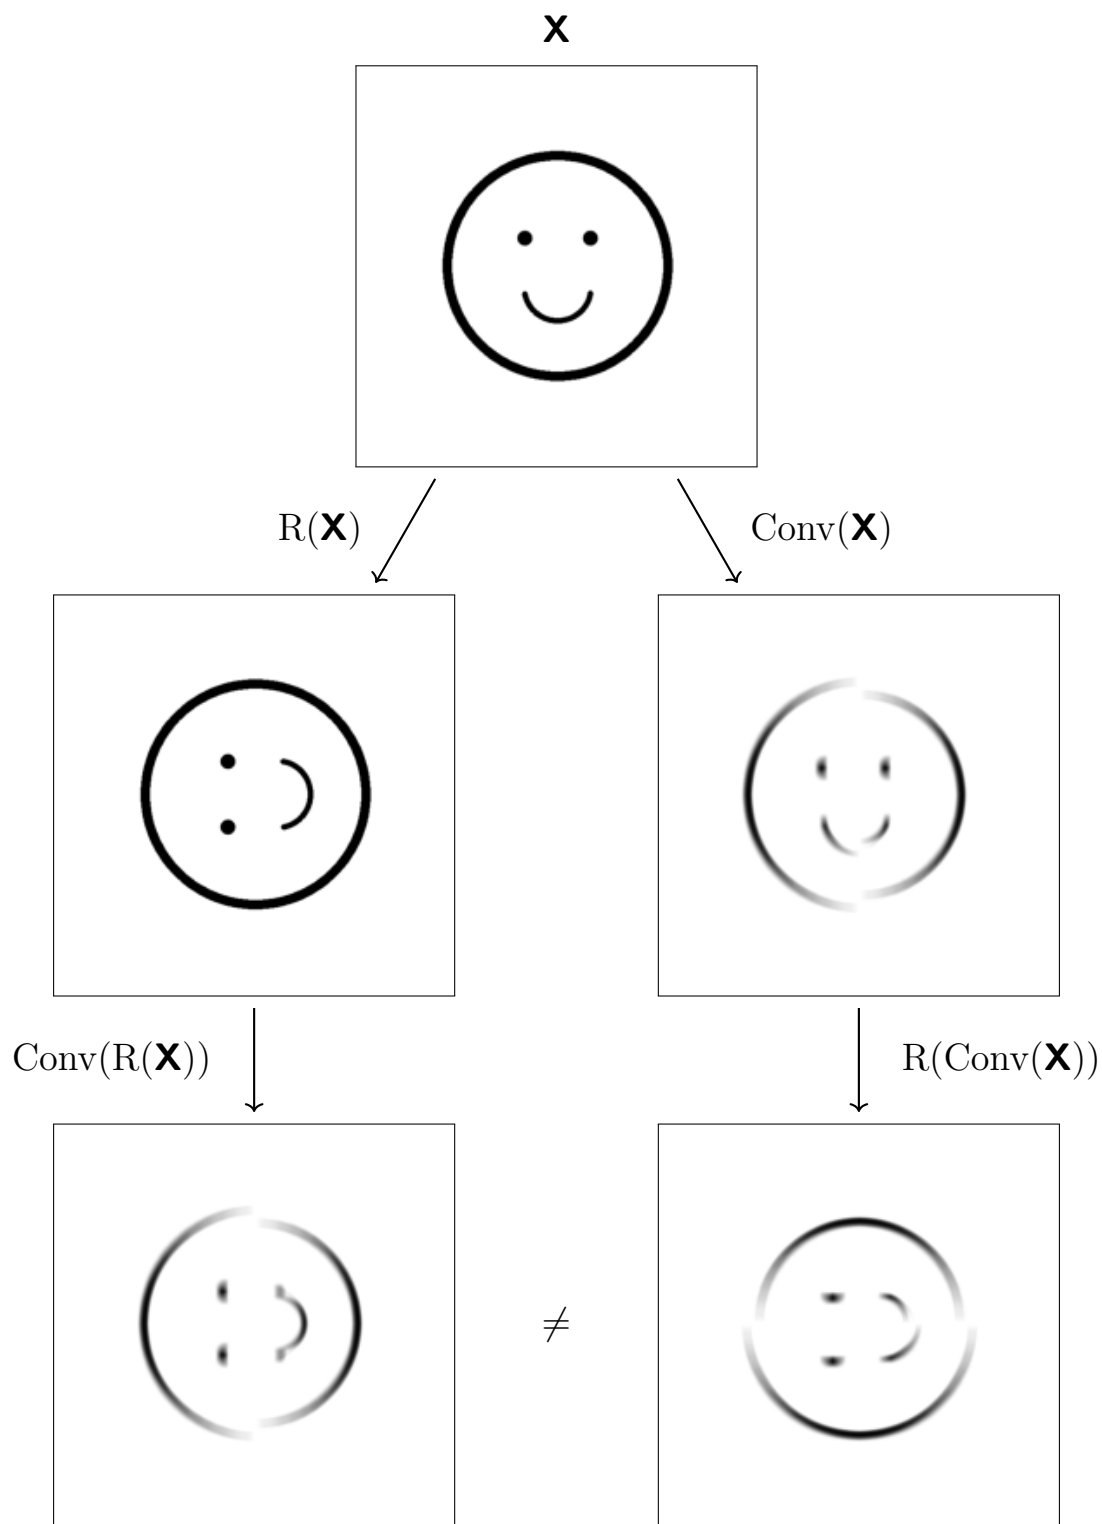 X
R(X)
Conv(X)
Conv(R(X))
R(Conv(X))
≠